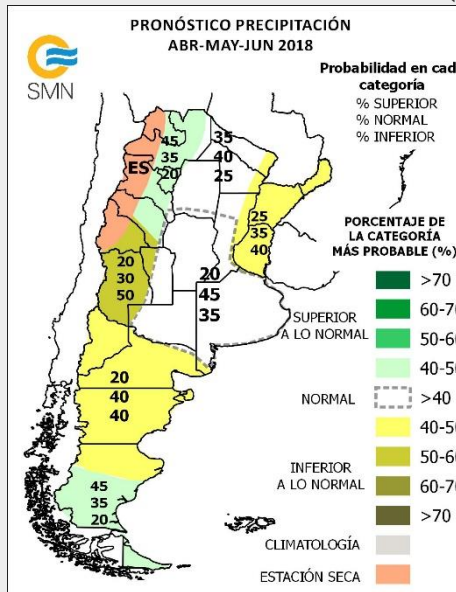 PRONÓSTICO PRECIPITACIÓN
ABR-MAY-JUN 2018
SMN
Probabilidad en cad
categoría
% SUPERIOR
% NORMAL
% INFERIOR
45
35
20
35
40
25
ES
25
35
40
20
30
50
20
45
35
20
40
40
45
35
20
PORCENTAJE DE
LA CATEGORÍA
MÁS PROBABLE (%)
>70
60-70
50-60
SUPERIOR
A LO NORMAL
40-50
NORMAL
>40
40-50
50-60
INFERIOR
A LO NORMAL
60-70
>70
CLIMATOLOGÍA
ESTACIÓN SECA